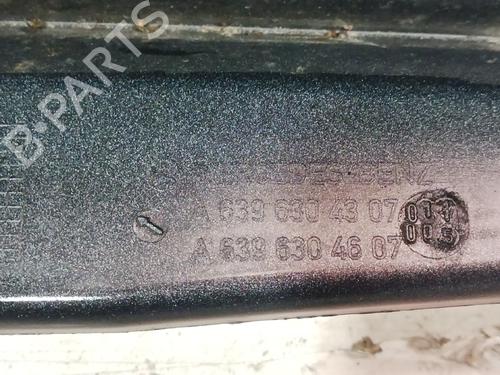 B-PARTS
MERCEDES-BENZ
A 639 630 43 07
A 639 630 46 07